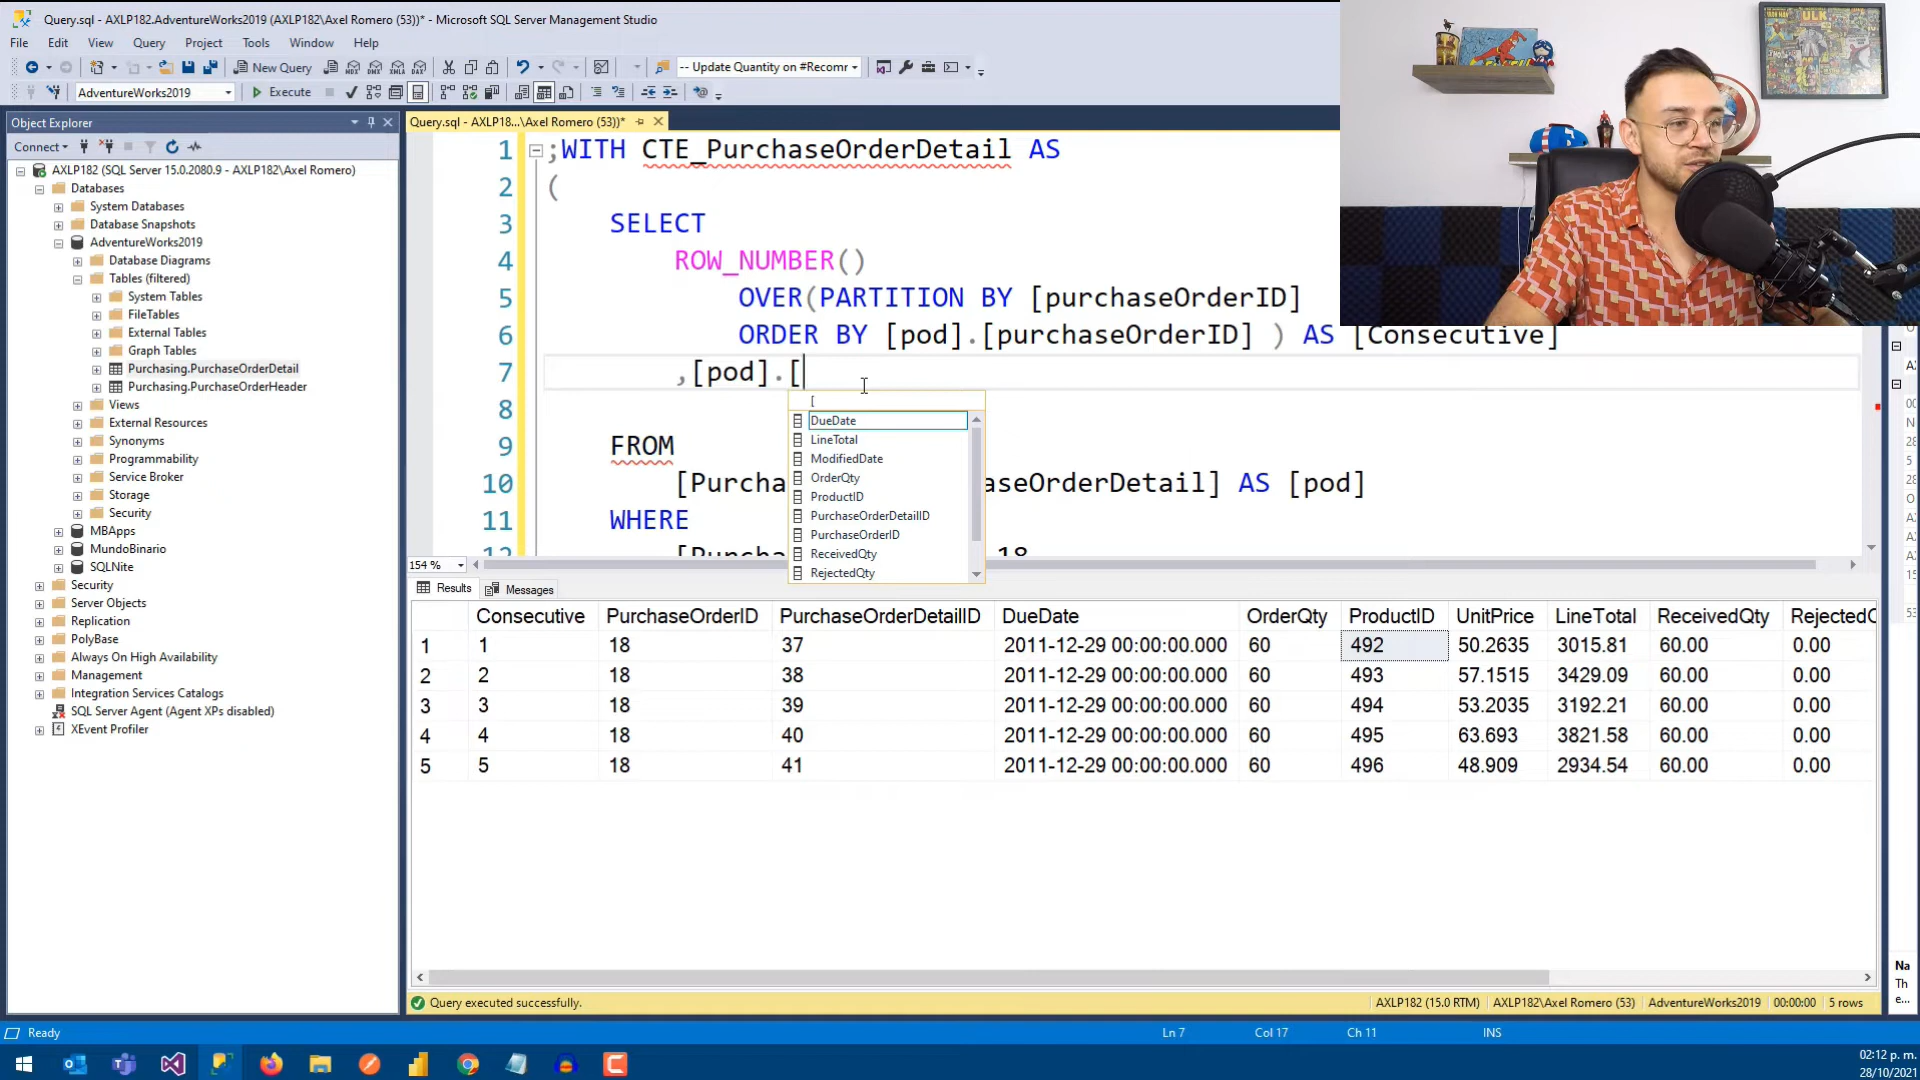 Query.sql - AXLP182.AdventureWorks2019 (AXLP182\Axel Romero (53))* - Microsoft SQL Server Management Studio
File Edit View Query Project Tools Window Help
New Query
-- Update Quantity on #Recomr
AdventureWorks2019
Execute
Object Explorer
Connect
AXLP182 (SQL Server 15.0.2080.9 - AXLP182\Axel Romero)
Databases
System Databases
Database Snapshots
AdventureWorks2019
Database Diagrams
Tables (filtered)
System Tables
FileTables
External Tables
Graph Tables
Purchasing.PurchaseOrderDetail
Purchasing.PurchaseOrderHeader
Views
External Resources
Synonyms
Programmability
Service Broker
Storage
Security
MBApps
MundoBinario
SQLNite
Security
Server Objects
Replication
PolyBase
Always On High Availability
Management
Integration Services Catalogs
SQL Server Agent (Agent XPs disabled)
XEvent Profiler
Query.sql - AXLP18...\Axel Romero (53))*
1 ;WITH CTE_PurchaseOrderDetail AS
2 (
3 SELECT
4 ROW_NUMBER()
5 OVER(PARTITION BY [purchaseOrderID]
6 ORDER BY [pod].[purchaseOrderID] ) AS [Consecutive]
7 ,[pod].[
8
9 FROM
10 [Purcha aseOrderDetail] AS [pod]
11 WHERE
12 [Purcha 18
[
DueDate
LineTotal
ModifiedDate
OrderQty
ProductID
PurchaseOrderDetailID
PurchaseOrderID
ReceivedQty
RejectedQty
154 %
Results Messages
Consecutive PurchaseOrderID PurchaseOrderDetailID DueDate OrderQty ProductID UnitPrice LineTotal ReceivedQty RejectedQ
1 1 18 37 2011-12-29 00:00:00.000 60 492 50.2635 3015.81 60.00 0.00
2 2 18 38 2011-12-29 00:00:00.000 60 493 57.1515 3429.09 60.00 0.00
3 3 18 39 2011-12-29 00:00:00.000 60 494 53.2035 3192.21 60.00 0.00
4 4 18 40 2011-12-29 00:00:00.000 60 495 63.693 3821.58 60.00 0.00
5 5 18 41 2011-12-29 00:00:00.000 60 496 48.909 2934.54 60.00 0.00
Query executed successfully.
AXLP182 (15.0 RTM) AXLP182\Axel Romero (53) AdventureWorks2019 00:00:00 5 rows
Na
Th
e...
Ready
Ln 7 Col 17 Ch 11 INS
02:12 p. m.
28/10/2021